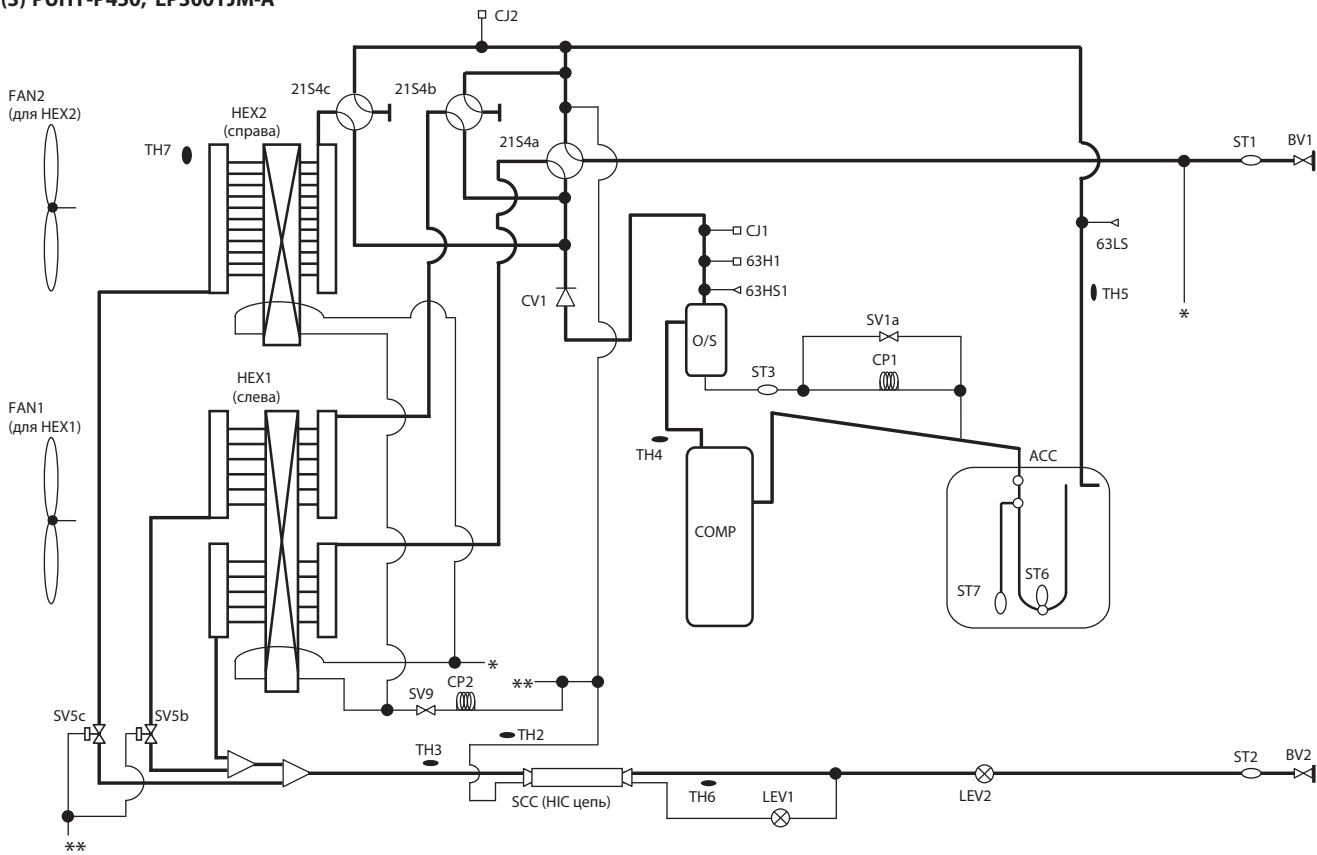 (3) PUHY-P450, EP300YJM-A
CJ2
FAN2
(для HEX2)
TH7
HEX2
(справа)
21S4c
21S4b
21S4a
ST1
BV1
63LS
TH5
*
CJ1
63H1
63HS1
CV1
O/S
ST3
SV1a
CP1
TH4
COMP
ACC
ST7
ST6
FAN1
(для HEX1)
HEX1
(слева)
*
**
SV9
CP2
SV5c
SV5b
TH3
TH2
SCC (HIC цепь)
TH6
LEV1
LEV2
ST2
BV2
**